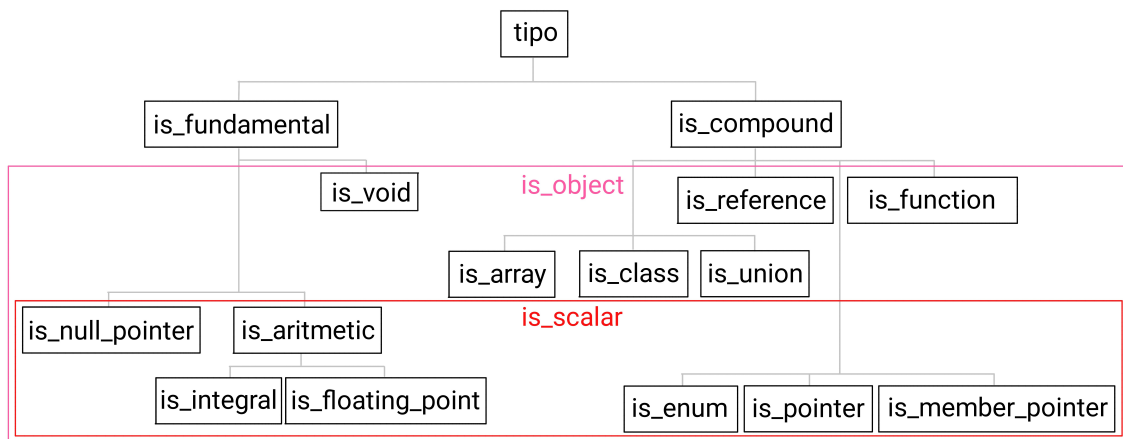 tipo
is_fundamental
is_compound
is_void
is_object
is_reference
is_function
is_array
is_class
is_union
is_scalar
is_null_pointer
is_aritmetic
is_integral
is_floating_point
is_enum
is_pointer
is_member_pointer